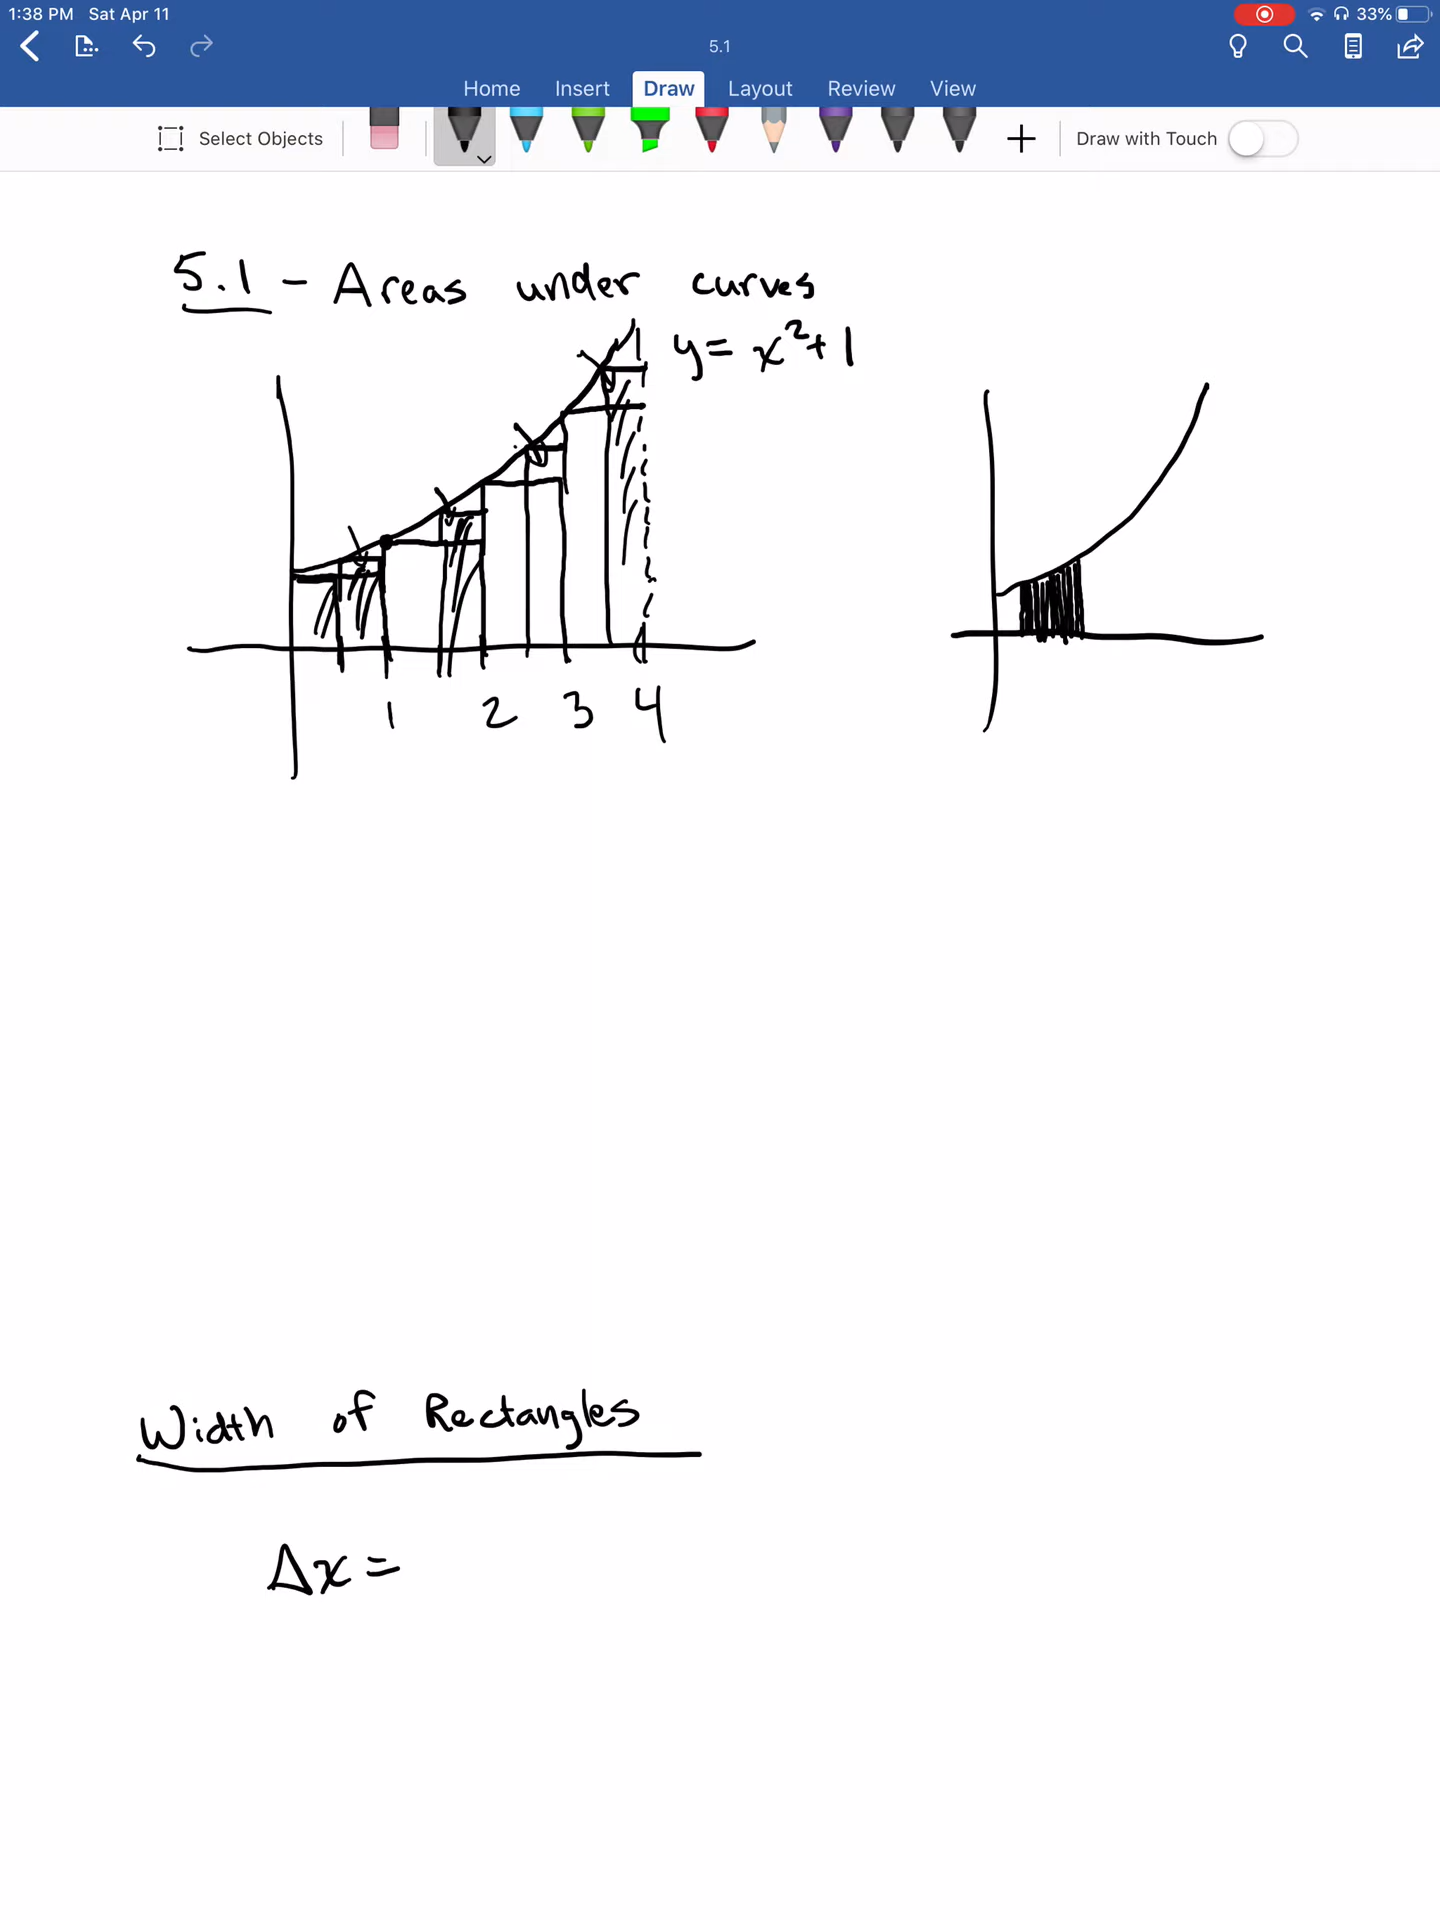 1:38 PM Sat Apr 11
33%
5.1
Home Insert Draw Layout Review View
Select Objects
Draw with Touch
5.1 - Areas under curves
y = x² + 1
1 2 3 4
Width of Rectangles
Δx =